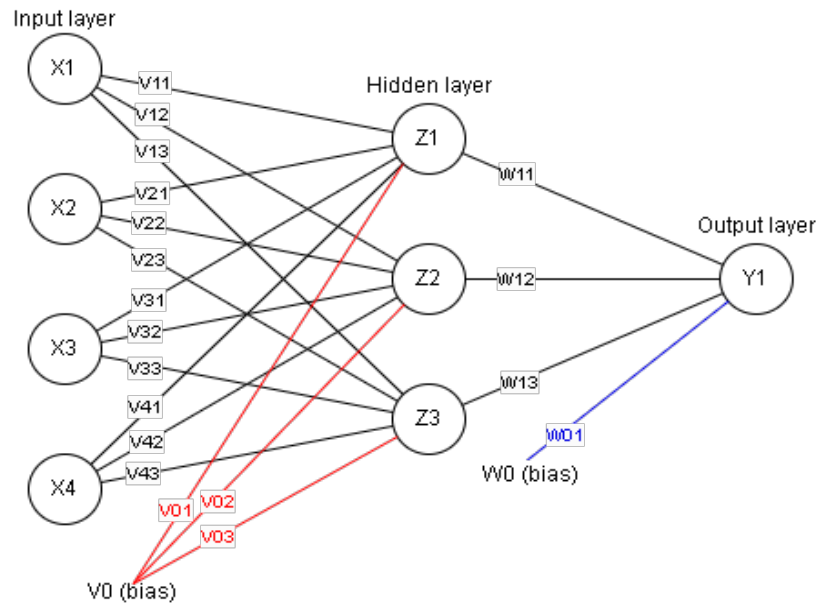 Input layer
X1
V11
V12
V13
Hidden layer
Z1
W11
X2
V21
V22
V23
Z2
W12
Output layer
Y1
X3
V31
V32
V33
Z3
W13
X4
V41
V42
V43
V01
V02
V03
V0 (bias)
W01
W0 (bias)